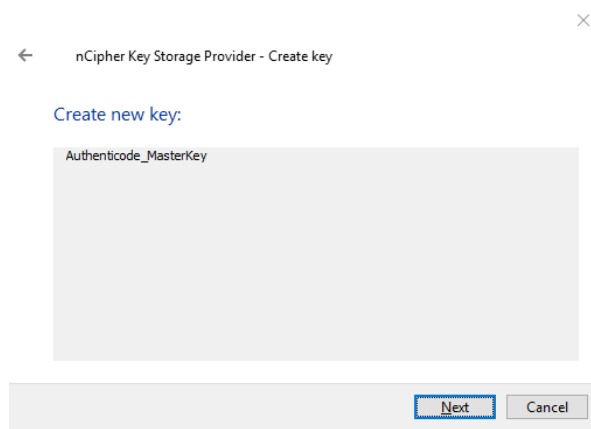 nCipher Key Storage Provider - Create key
Create new key:
Authenticode_MasterKey
Next Cancel